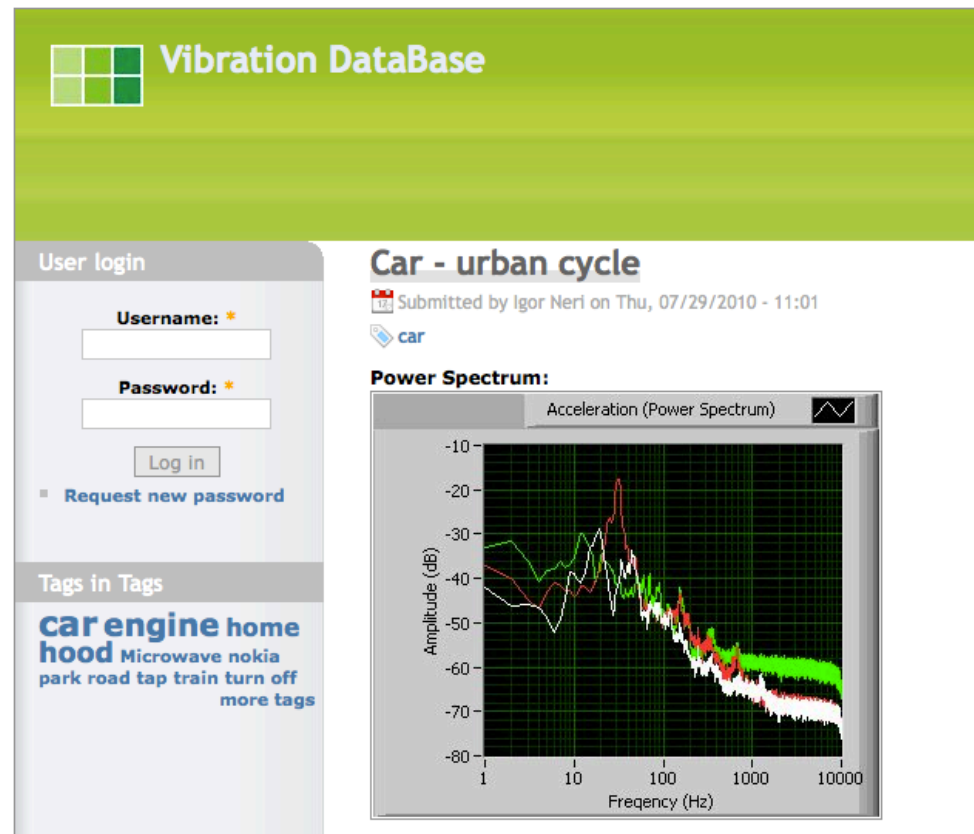 Vibration DataBase
User login
Username: *
Password: *
Log in
Request new password
Tags in Tags
car engine home
hood Microwave nokia
park road tap train turn off
more tags
Car - urban cycle
12
Submitted by Igor Neri on Thu, 07/29/2010 - 11:01
car
Power Spectrum:
Acceleration (Power Spectrum)
Amplitude (dB)
-10
-20
-30
-40
-50
-60
-70
-80
1 10 100 1000 10000
Freqency (Hz)